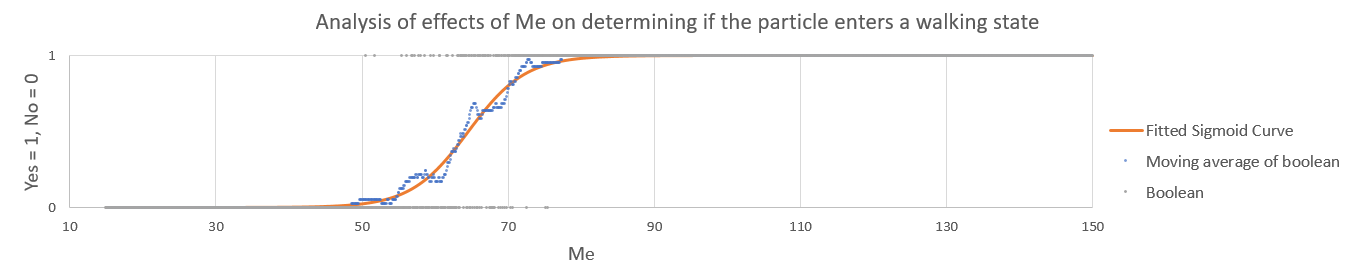 Analysis of effects of Me on determining if the particle enters a walking state
Yes = 1, No = 0
1
0
10 30 50 70 90 110 130 150
Me
Fitted Sigmoid Curve
Moving average of boolean
Boolean